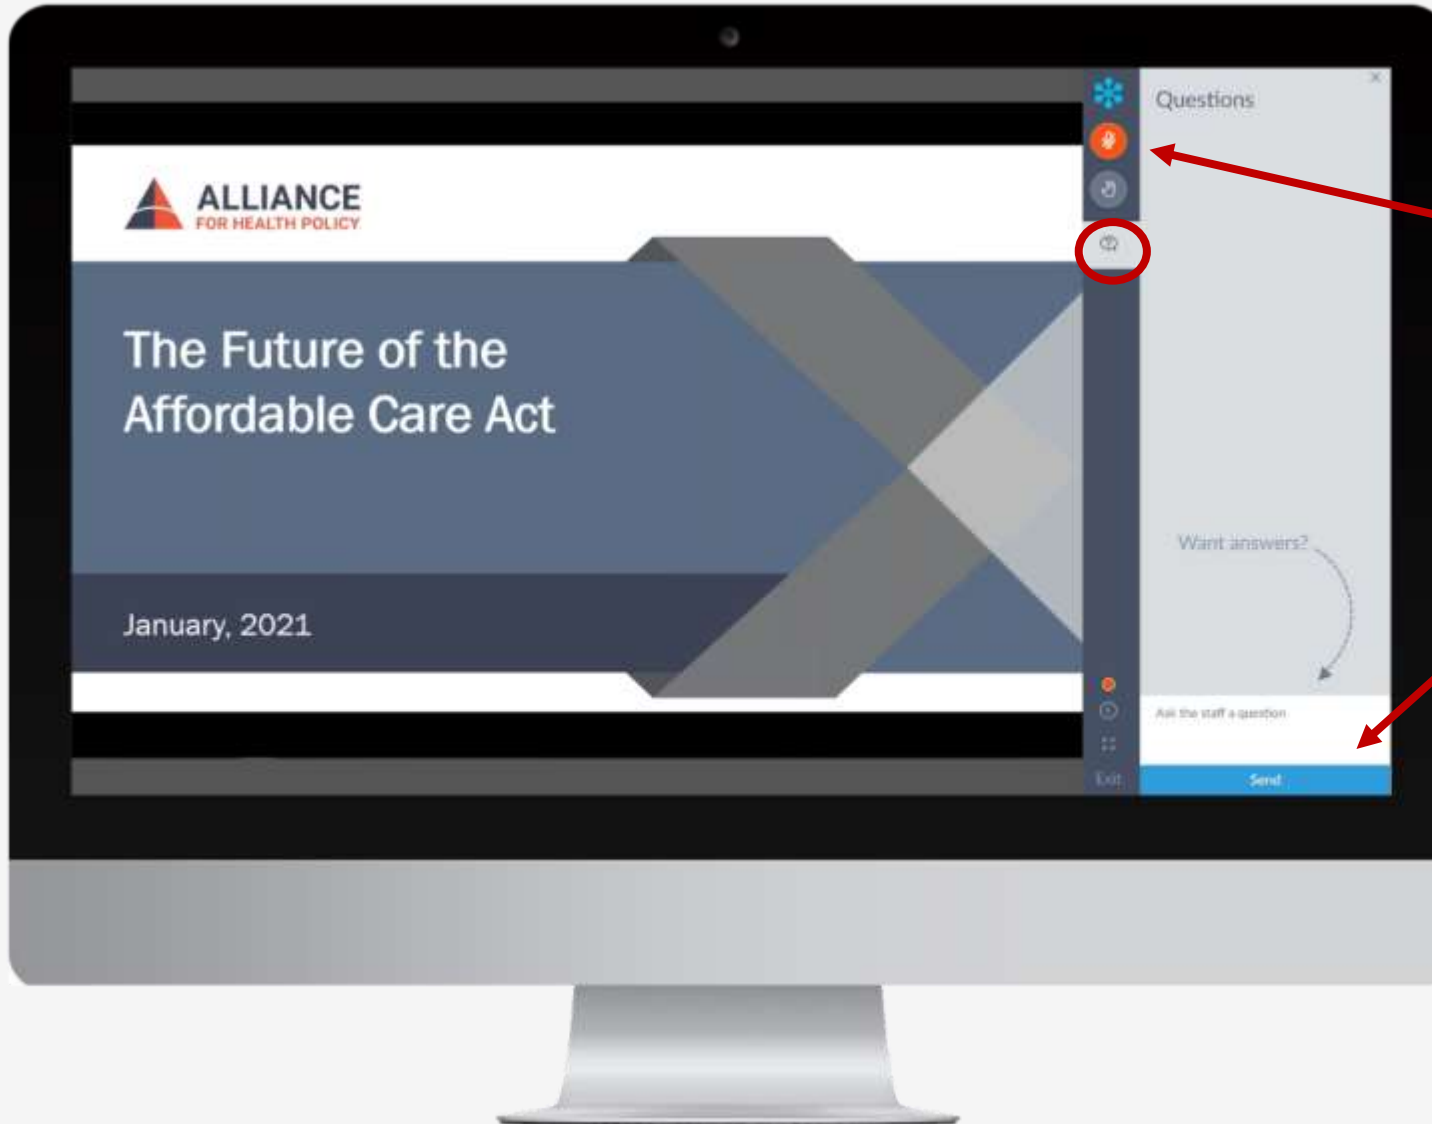 ALLIANCE
FOR HEALTH POLICY
The Future of the
Affordable Care Act
January, 2021
Questions
Want answers?
Ask the staff a question
Send
Exit